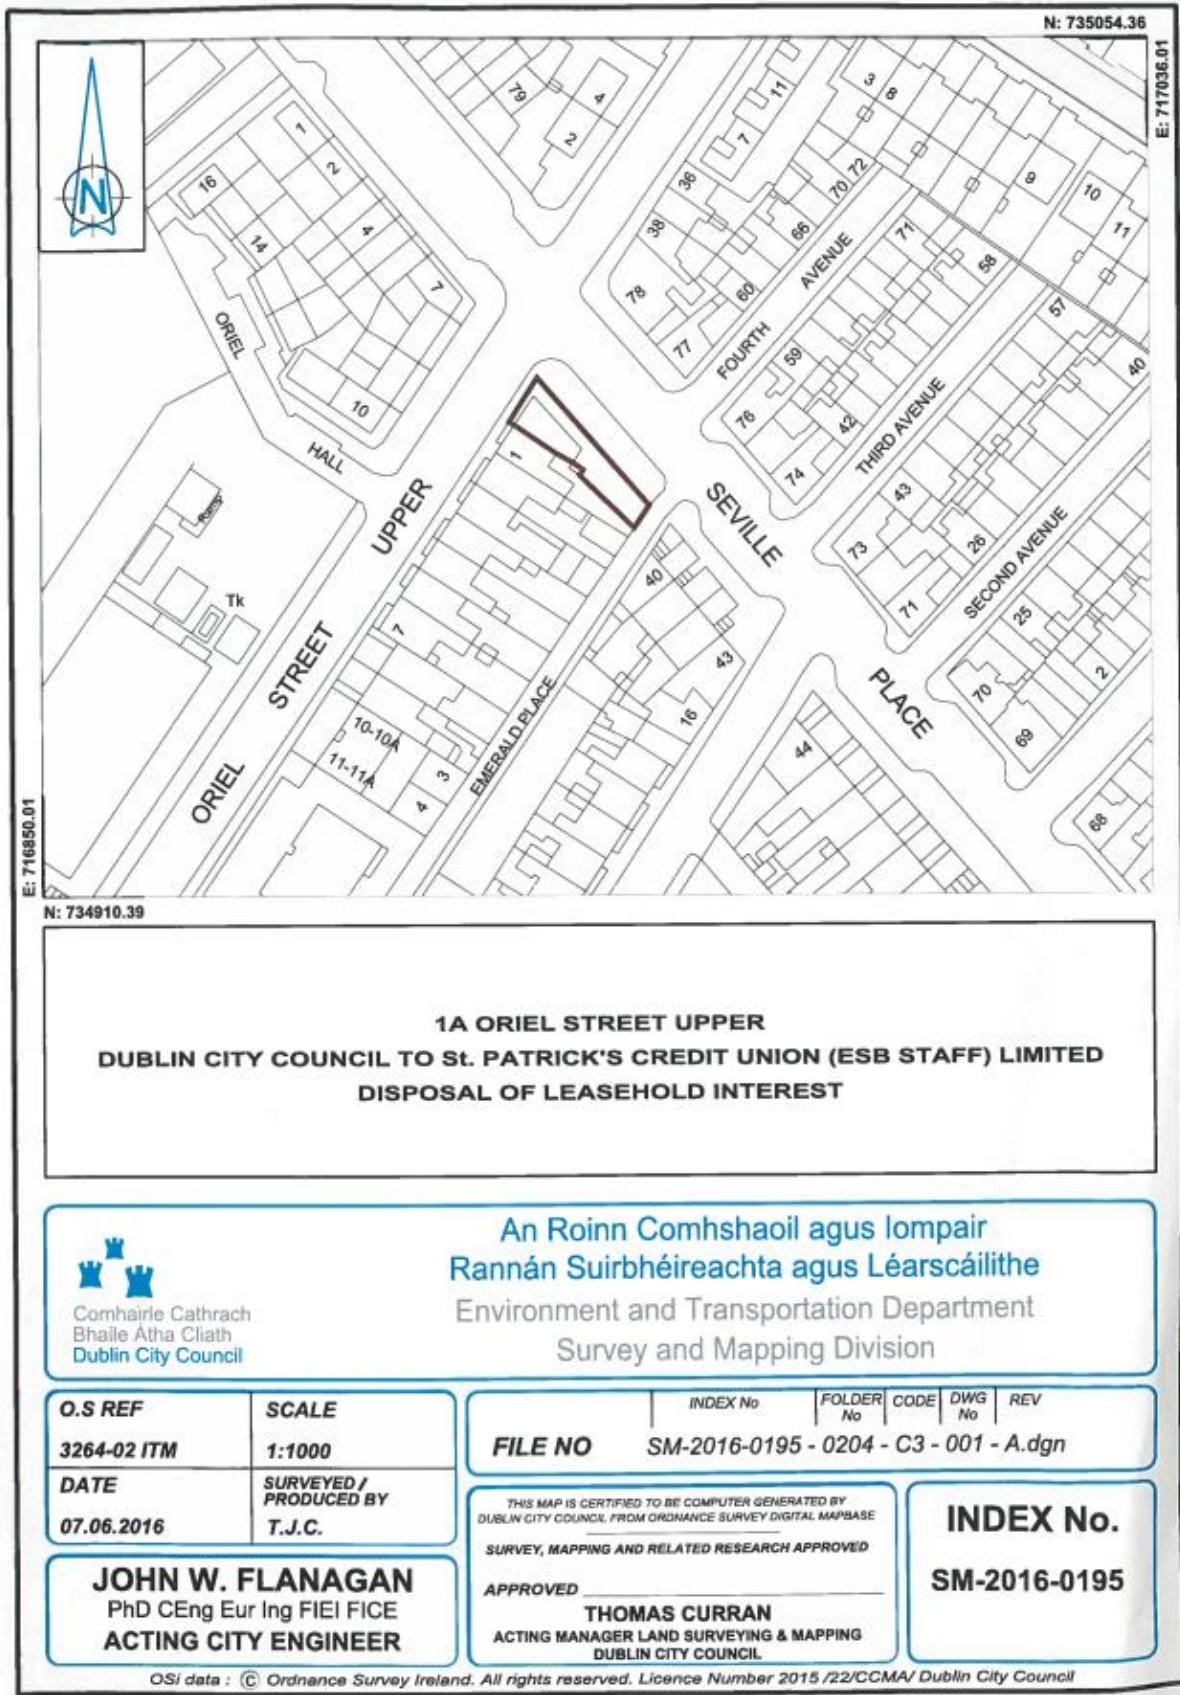 N: 735054.36
E: 717036.01
N
79
4
2
11
7
3
8
9
10
11
1
2
16
14
4
7
10
36
38
78
77
72
70
66
60
71
58
57
40
ORIEL
HALL
FOURTH AVENUE
59
76
42
74
THIRD AVENUE
43
73
26
71
SECOND AVENUE
25
70
2
69
68
1
UPPER
STREET
ORIEL
SEVILLE
PLACE
Ramp
Tk
40
43
16
44
7
10-10A
11-11A
3
4
EMERALD PLACE
E: 716850.01
N: 734910.39
1A ORIEL STREET UPPER
DUBLIN CITY COUNCIL TO St. PATRICK'S CREDIT UNION (ESB STAFF) LIMITED
DISPOSAL OF LEASEHOLD INTEREST
Comhairle Cathrach
Bhaile Átha Cliath
Dublin City Council
An Roinn Comhshaoil agus Iompair
Rannán Suirbhéireachta agus Léarscáilithe
Environment and Transportation Department
Survey and Mapping Division
O.S REF
3264-02 ITM
SCALE
1:1000
DATE
07.06.2016
SURVEYED /
PRODUCED BY
T.J.C.
INDEX No
FOLDER No
CODE
DWG No
REV
FILE NO SM-2016-0195 - 0204 - C3 - 001 - A.dgn
THIS MAP IS CERTIFIED TO BE COMPUTER GENERATED BY
DUBLIN CITY COUNCIL FROM ORDNANCE SURVEY DIGITAL MAPBASE
SURVEY, MAPPING AND RELATED RESEARCH APPROVED
APPROVED
THOMAS CURRAN
ACTING MANAGER LAND SURVEYING & MAPPING
DUBLIN CITY COUNCIL
INDEX No.
SM-2016-0195
JOHN W. FLANAGAN
PhD CEng Eur Ing FIEI FICE
ACTING CITY ENGINEER
OSi data : © Ordnance Survey Ireland. All rights reserved. Licence Number 2015 /22/CCMA/ Dublin City Council